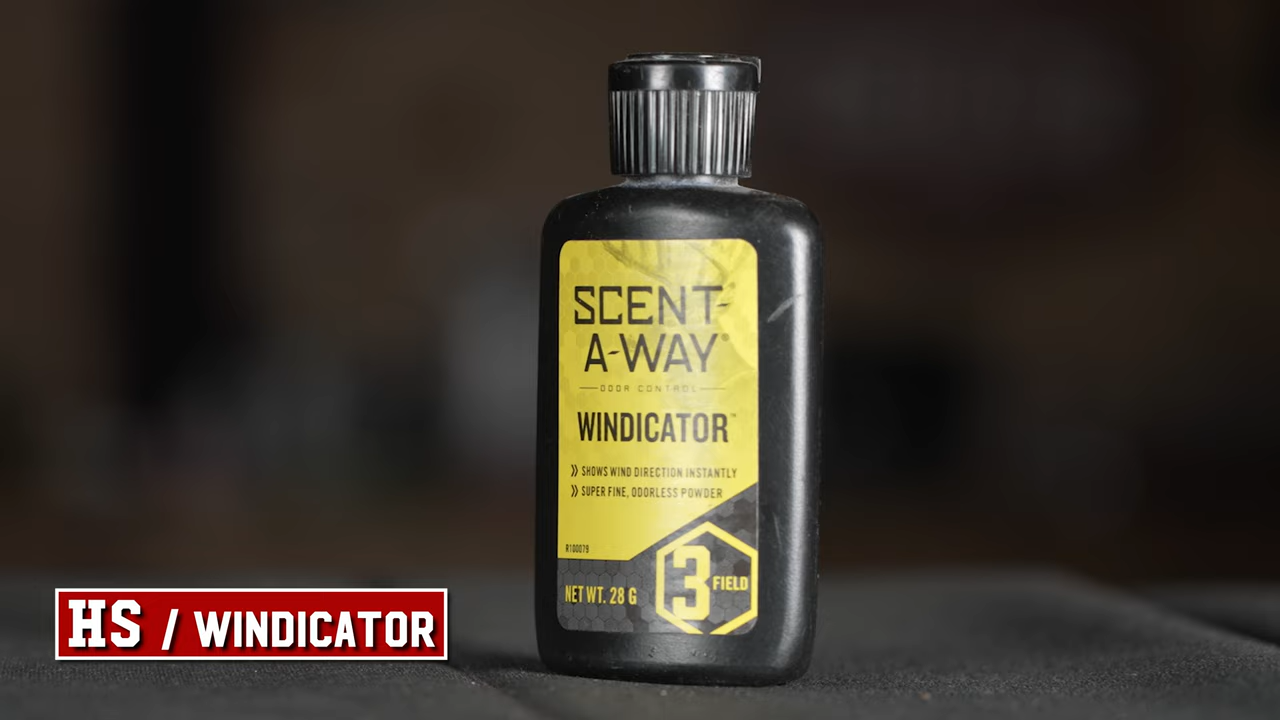 SCENT-
A-WAY®
ODOR CONTROL
WINDICATOR™
» SHOWS WIND DIRECTION INSTANTLY
» SUPER FINE, ODORLESS POWDER
R100079
3 FIELD
NET WT. 28 G
HS / WINDICATOR